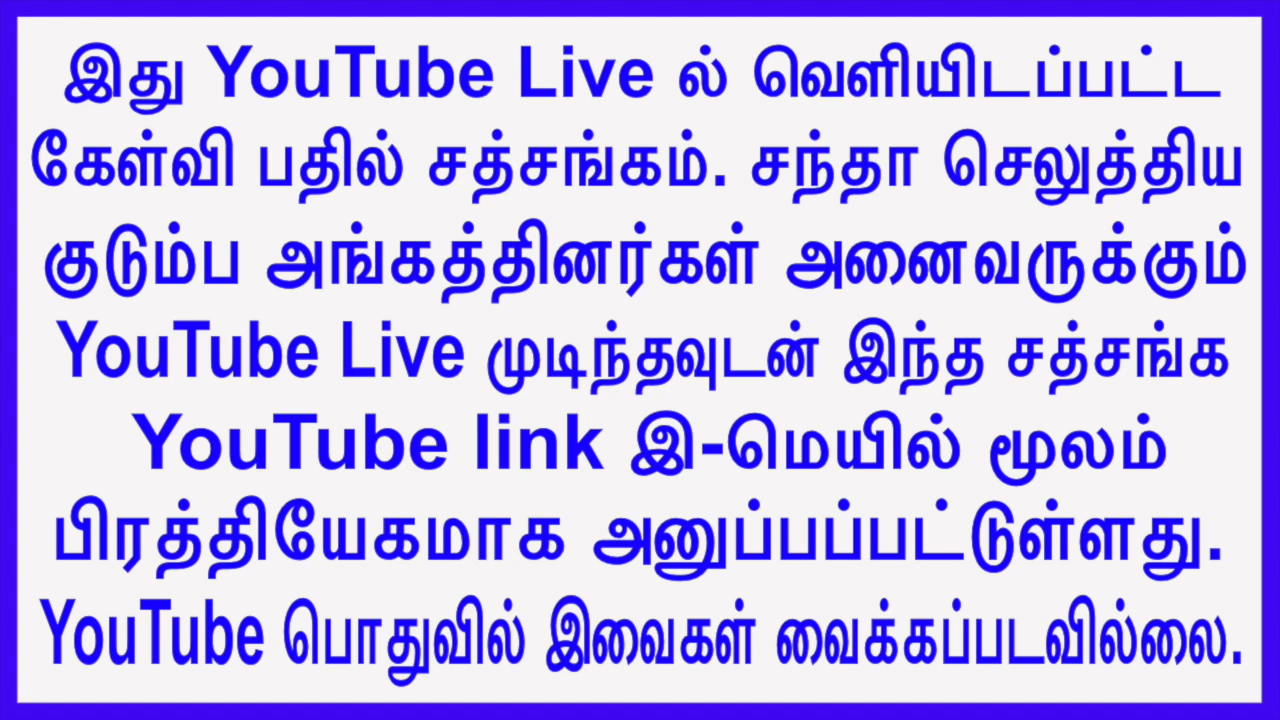 இது YouTube Live ல் வெளியிடப்பட்ட
கேள்வி பதில் சத்சங்கம். சந்தா செலுத்திய
குடும்ப அங்கத்தினர்கள் அனைவருக்கும்
YouTube Live முடிந்தவுடன் இந்த சத்சங்க
YouTube link இ-மெயில் மூலம்
பிரத்தியேகமாக அனுப்பப்பட்டுள்ளது.
YouTube பொதுவில் இவைகள் வைக்கப்படவில்லை.